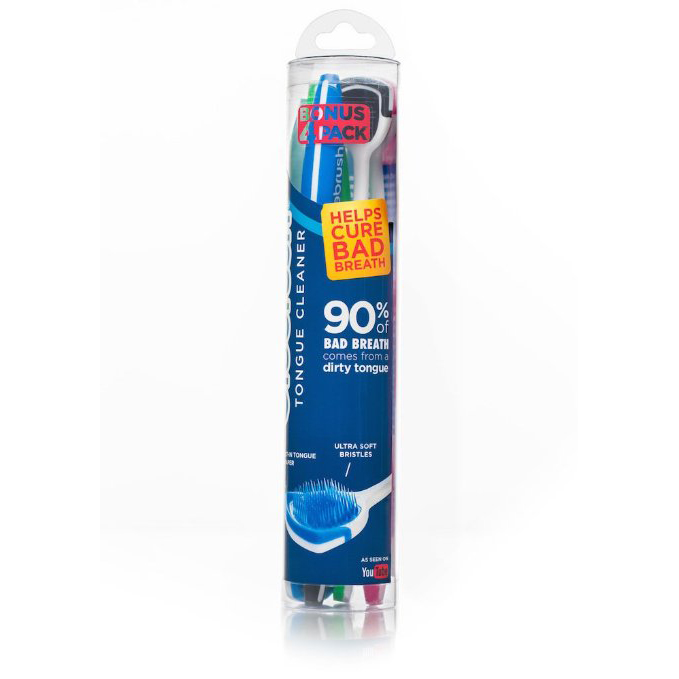 BONUS
4 PACK
HELPS
CURE
BAD
BREATH
TONGUE CLEANER
90%
of
BAD BREATH
comes from a
dirty tongue
ULTRA SOFT
BRISTLES
TONGUE
AS SEEN ON
YouTube